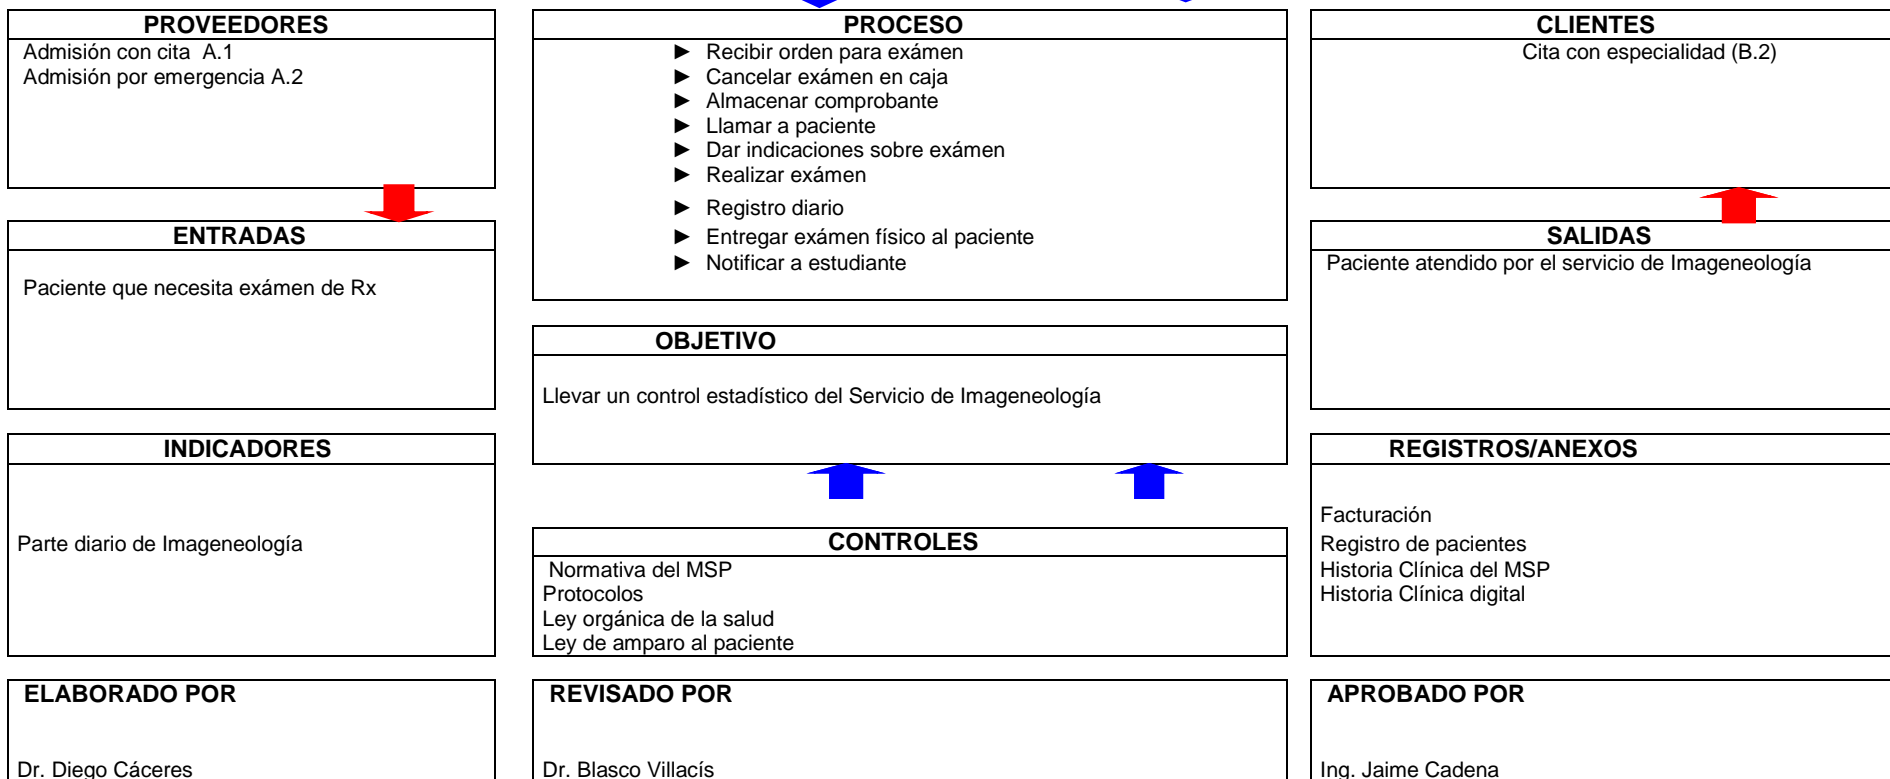 PROVEEDORES
Admisión con cita A.1
Admisión por emergencia A.2
PROCESO
► Recibir orden para exámen
► Cancelar exámen en caja
► Almacenar comprobante
► Llamar a paciente
► Dar indicaciones sobre exámen
► Realizar exámen
► Registro diario
► Entregar exámen físico al paciente
► Notificar a estudiante
CLIENTES
Cita con especialidad (B.2)
ENTRADAS
Paciente que necesita exámen de Rx
SALIDAS
Paciente atendido por el servicio de Imageneología
OBJETIVO
Llevar un control estadístico del Servicio de Imageneología
INDICADORES
Parte diario de Imageneología
CONTROLES
Normativa del MSP
Protocolos
Ley orgánica de la salud
Ley de amparo al paciente
REGISTROS/ANEXOS
Facturación
Registro de pacientes
Historia Clínica del MSP
Historia Clínica digital
ELABORADO POR
Dr. Diego Cáceres
REVISADO POR
Dr. Blasco Villacís
APROBADO POR
Ing. Jaime Cadena